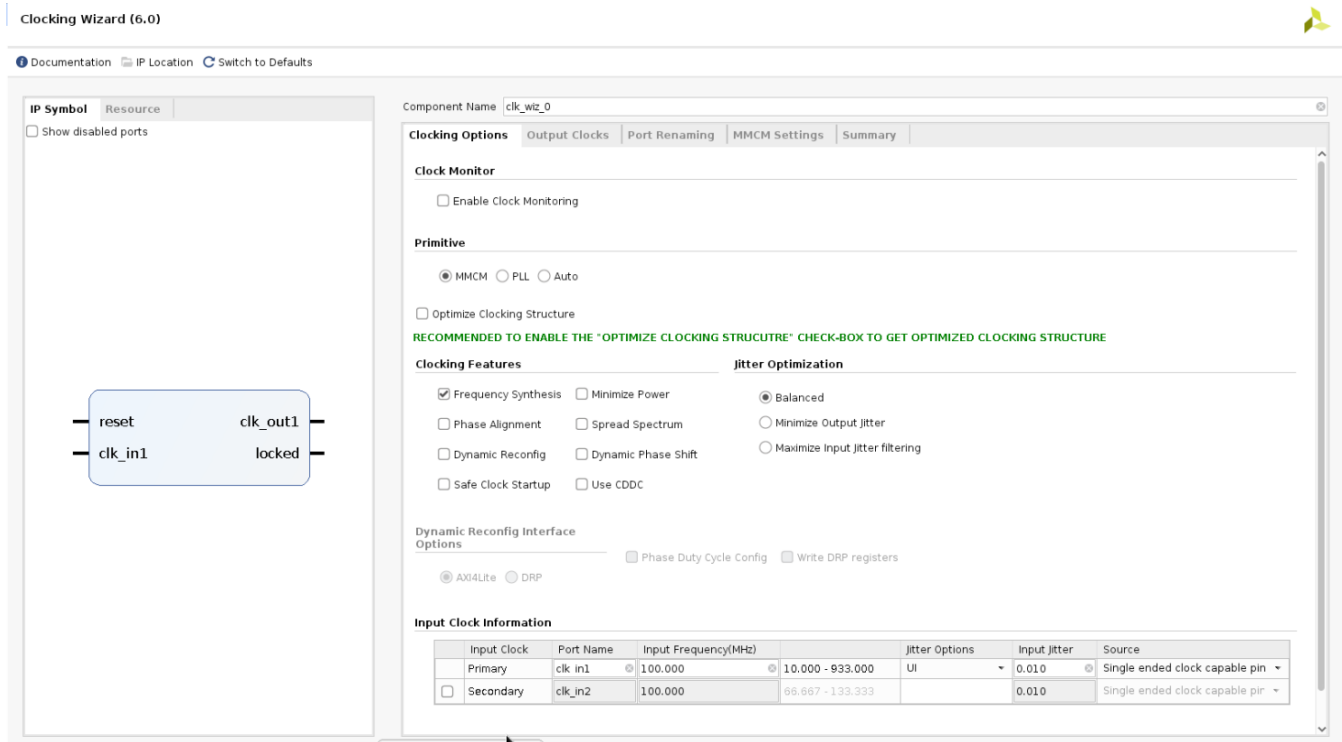 Clocking Wizard (6.0)
Documentation IP Location Switch to Defaults
IP Symbol Resource
Show disabled ports
reset clk_out1
clk_in1 locked
Component Name clk_wiz_0
Clocking Options Output Clocks Port Renaming MMCM Settings Summary
Clock Monitor
Enable Clock Monitoring
Primitive
MMCM PLL Auto
Optimize Clocking Structure
RECOMMENDED TO ENABLE THE "OPTIMIZE CLOCKING STRUCUTRE" CHECK-BOX TO GET OPTIMIZED CLOCKING STRUCTURE
Clocking Features Jitter Optimization
Frequency Synthesis Minimize Power Balanced
Phase Alignment Spread Spectrum Minimize Output Jitter
Dynamic Reconfig Dynamic Phase Shift Maximize Input Jitter filtering
Safe Clock Startup Use CDDC
Dynamic Reconfig Interface
Options
Phase Duty Cycle Config Write DRP registers
AXI4Lite DRP
Input Clock Information
Input Clock Port Name Input Frequency(MHz) Jitter Options Input Jitter Source
Primary clk_in1 100.000 10.000 - 933.000 UI 0.010 Single ended clock capable pin
Secondary clk_in2 100.000 66.667 - 133.333 0.010 Single ended clock capable pin